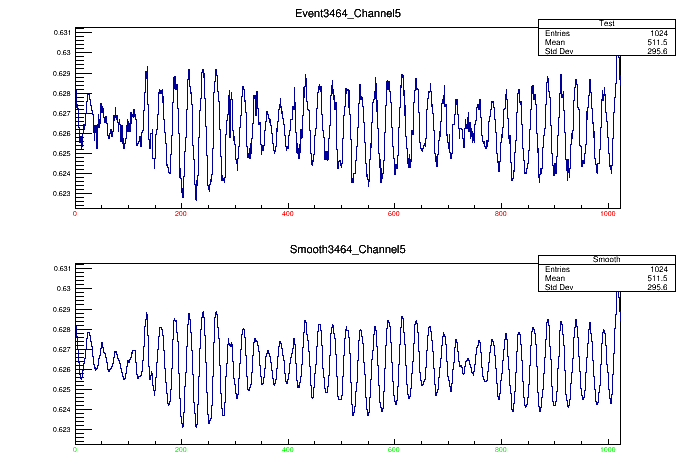 Event3464_Channel5
Test
Entries 1024
Mean 511.5
Std Dev 295.6
0.631
0.63
0.629
0.628
0.627
0.626
0.625
0.624
0.623
0 200 400 600 800 1000
Smooth3464_Channel5
Smooth
Entries 1024
Mean 511.5
Std Dev 295.6
0.631
0.63
0.629
0.628
0.627
0.626
0.625
0.624
0.623
0 200 400 600 800 1000